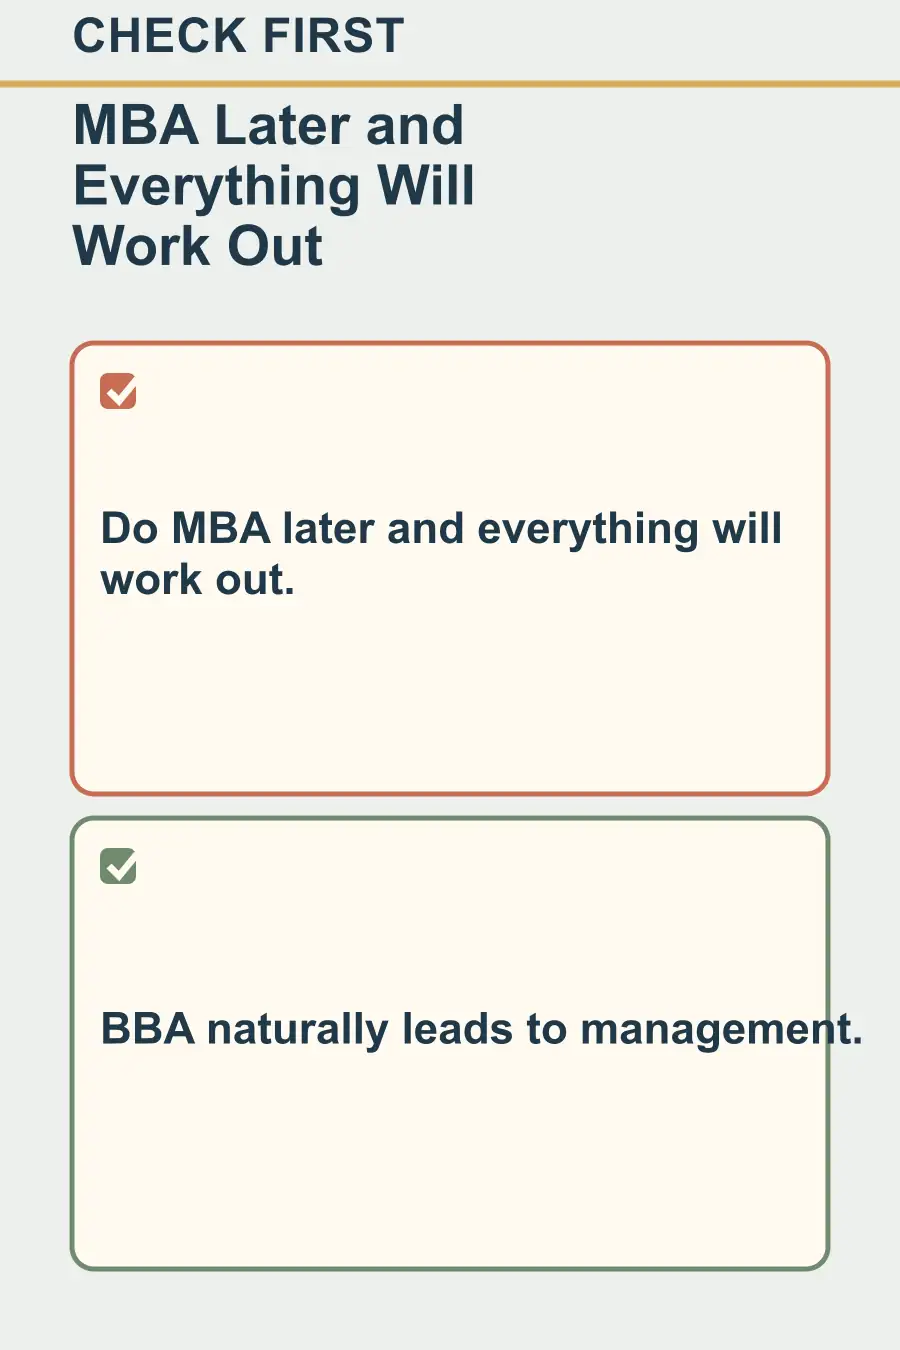 CHECK FIRST
MBA Later and
Everything Will
Work Out
Do MBA later and everything will
work out.
BBA naturally leads to management.